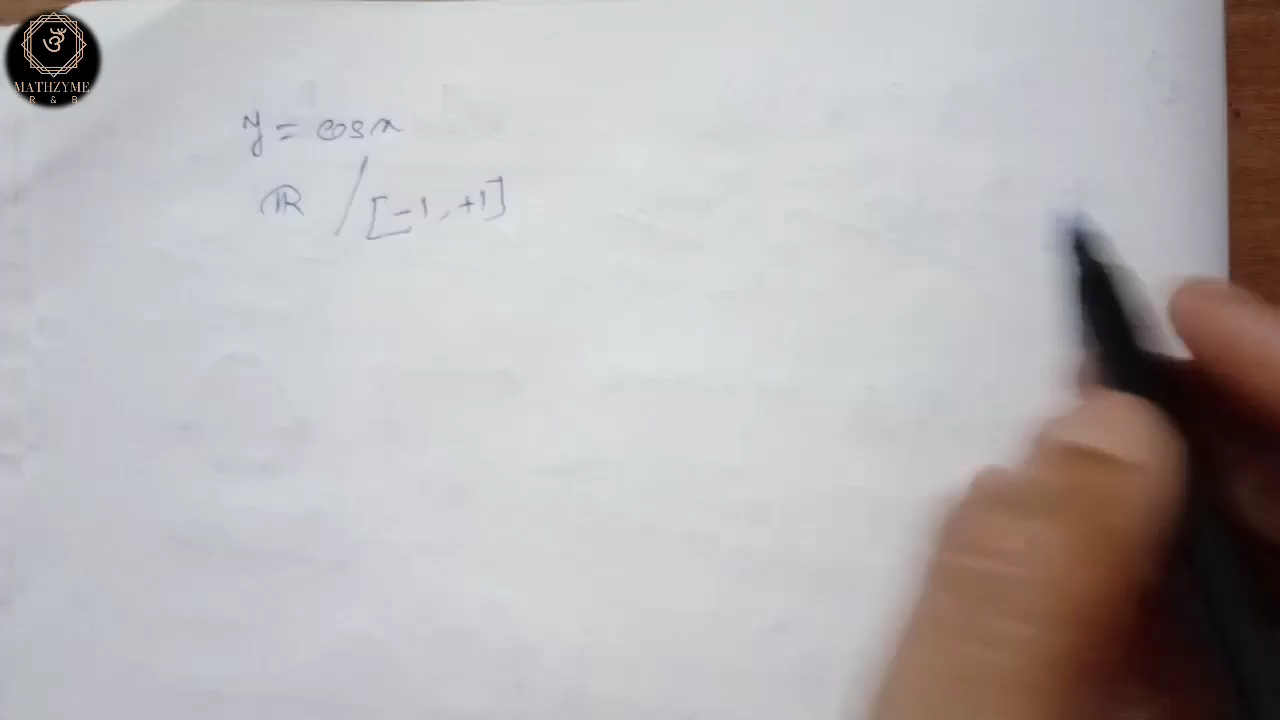 ॐ
MATHZYME
R & B
y = cos x
ℝ / [-1, +1]